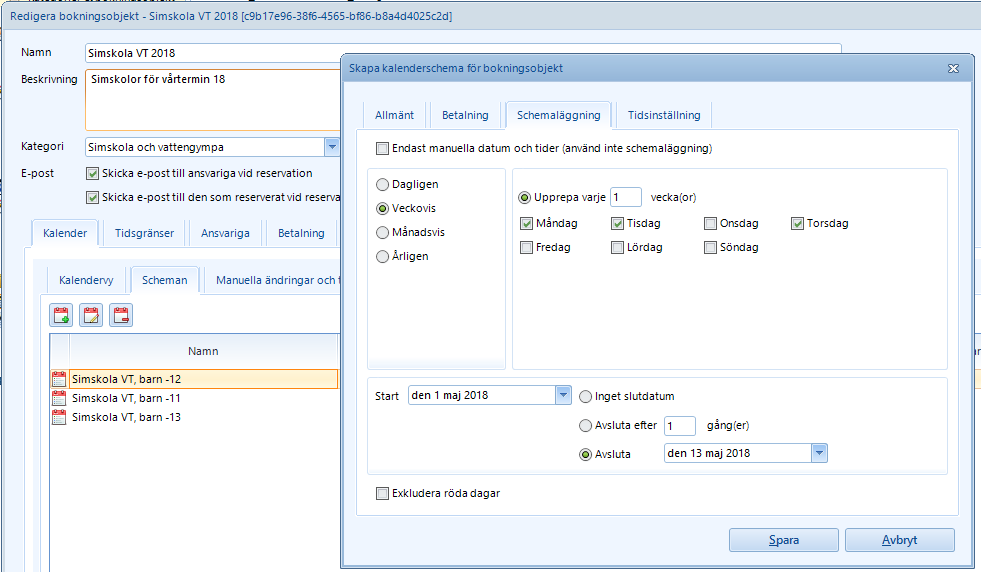 Redigera bokningsobjekt - Simskola VT 2018 [c9b17e96-38f6-4565-bf86-b8a4d4025c2d]
Namn
Simskola VT 2018
Beskrivning
Simskolor för vårtermin 18
Kategori
Simskola och vattengympa
E-post
Skicka e-post till ansvariga vid reservation
Skicka e-post till den som reserverat vid reserva
Kalender Tidsgränser Ansvariga Betalning
Kalendervy Scheman Manuella ändringar och t
Namn
Simskola VT, barn -12
Simskola VT, barn -11
Simskola VT, barn -13
Skapa kalenderschema för bokningsobjekt
Allmänt Betalning Schemaläggning Tidsinställning
Endast manuella datum och tider (använd inte schemaläggning)
Dagligen
Veckovis
Månadsvis
Årligen
Upprepa varje 1 vecka(or)
Måndag Tisdag Onsdag Torsdag
Fredag Lördag Söndag
Start den 1 maj 2018
Inget slutdatum
Avsluta efter 1 gång(er)
Avsluta den 13 maj 2018
Exkludera röda dagar
Spara Avbryt